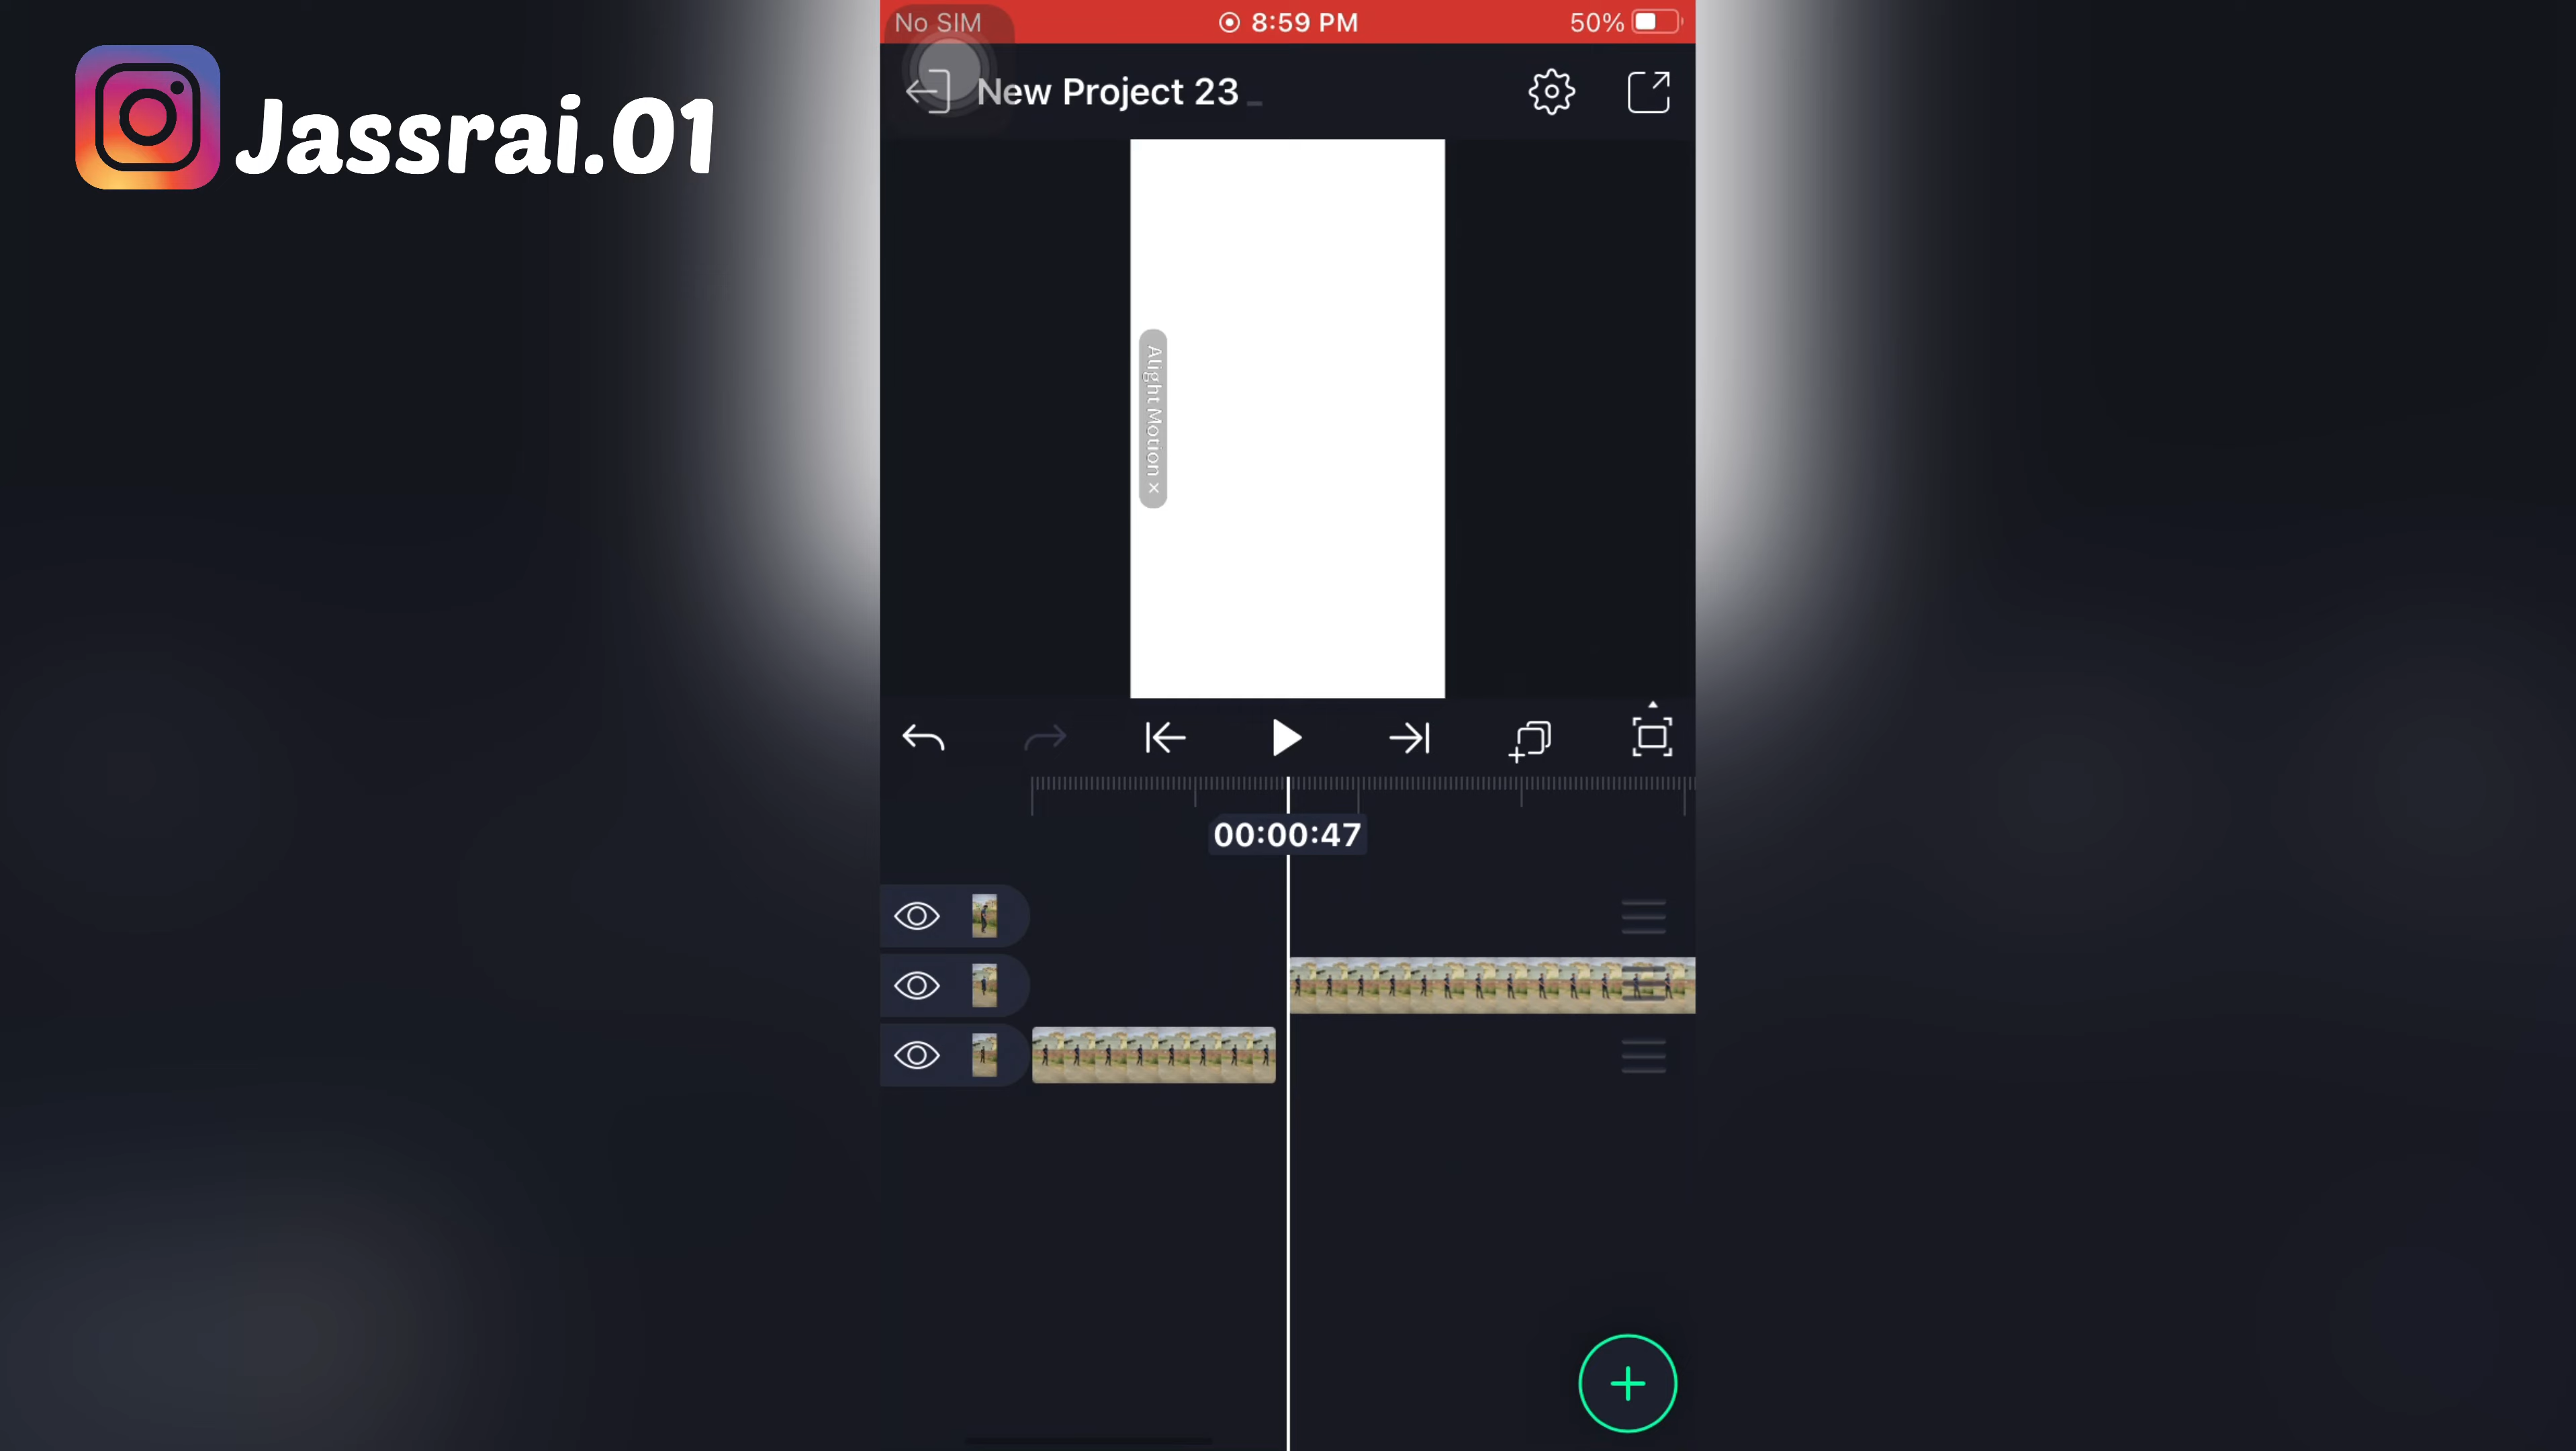 No SIM
8:59 PM
50%
Jassrai.01
New Project 23
Alight Motion ×
00:00:47